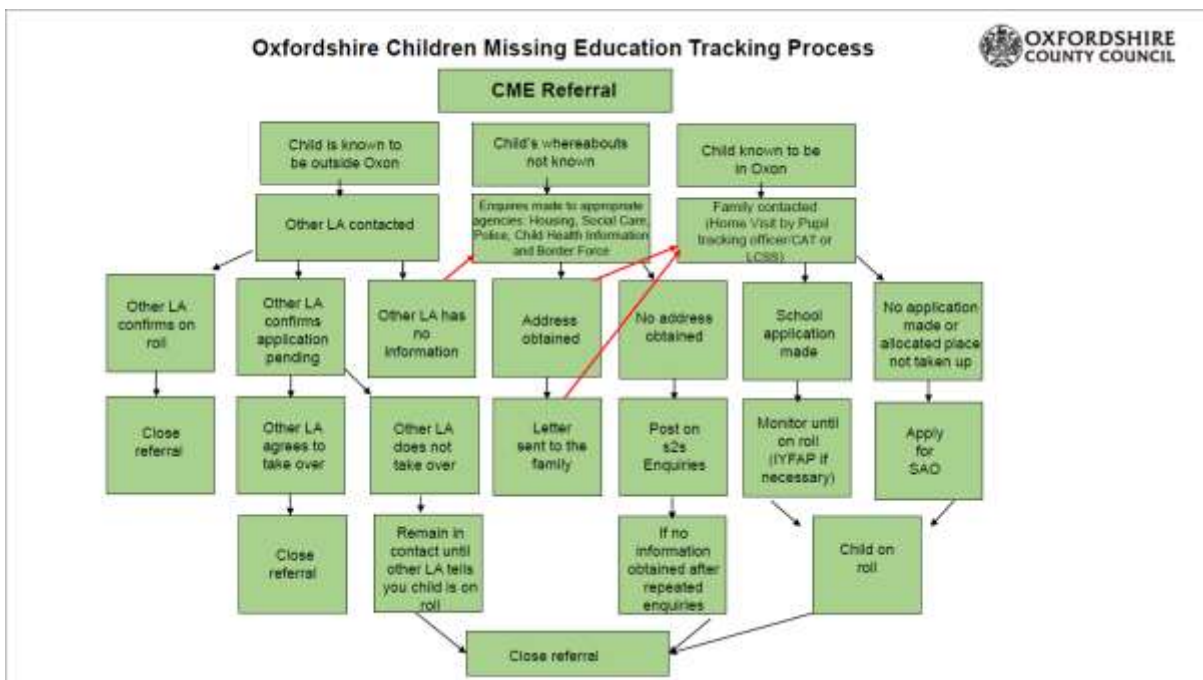 Oxfordshire Children Missing Education Tracking Process
OXFORDSHIRE
COUNTY COUNCIL
CME Referral
Child is known to
be outside Oxon
Child's whereabouts
not known
Child known to be
in Oxon
Other LA contacted
Enquires made to appropriate
agencies: Housing, Social Care,
Police, Child Health Information
and Border Force
Family contacted
(Home Visit by Pupil
tracking officer/CAT or
LCSS)
Other LA
confirms on
roll
Other LA
confirms
application
pending
Other LA has
no
information
Address
obtained
No address
obtained
School
application
made
No application
made or
allocated place
not taken up
Close
referral
Other LA
agrees to
take over
Other LA
does not
take over
Letter
sent to the
family
Post on
s2s
Enquiries
Monitor until
on roll
(IYFAP if
necessary)
Apply
for
SAO
Close
referral
Remain in
contact until
other LA tells
you child is on
roll
If no
information
obtained after
repeated
enquiries
Child on
roll
Close referral